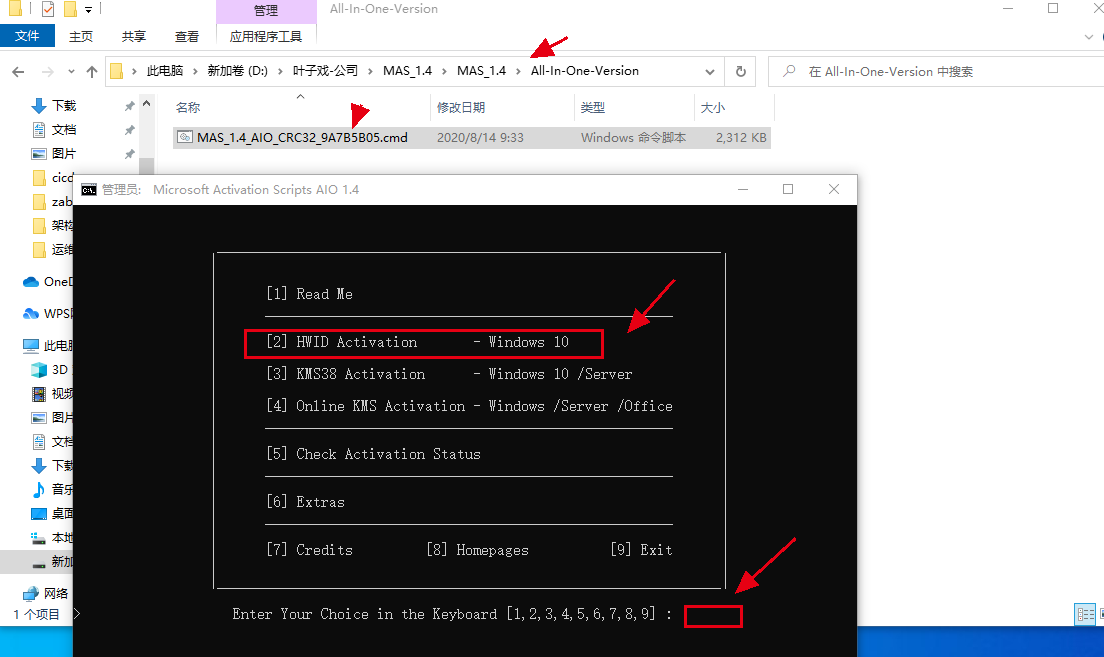 管理 All-In-One-Version
文件 主页 共享 查看 应用程序工具
此电脑 › 新加卷 (D:) › 叶子戏-公司 › MAS_1.4 › MAS_1.4 › All-In-One-Version 在 All-In-One-Version 中搜索
名称 修改日期 类型 大小
MAS_1.4_AIO_CRC32_9A7B5B05.cmd 2020/8/14 9:33 Windows 命令脚本 2,312 KB
下载
文档
图片
cicd
zab
架构
运维
OneD
WPS网
此电脑
3D
视频
图片
文档
下载
音乐
桌面
本地
新加
网络
1 个项目
管理员: Microsoft Activation Scripts AIO 1.4
[1] Read Me
[2] HWID Activation - Windows 10
[3] KMS38 Activation - Windows 10 /Server
[4] Online KMS Activation - Windows /Server /Office
[5] Check Activation Status
[6] Extras
[7] Credits [8] Homepages [9] Exit
Enter Your Choice in the Keyboard [1,2,3,4,5,6,7,8,9] :